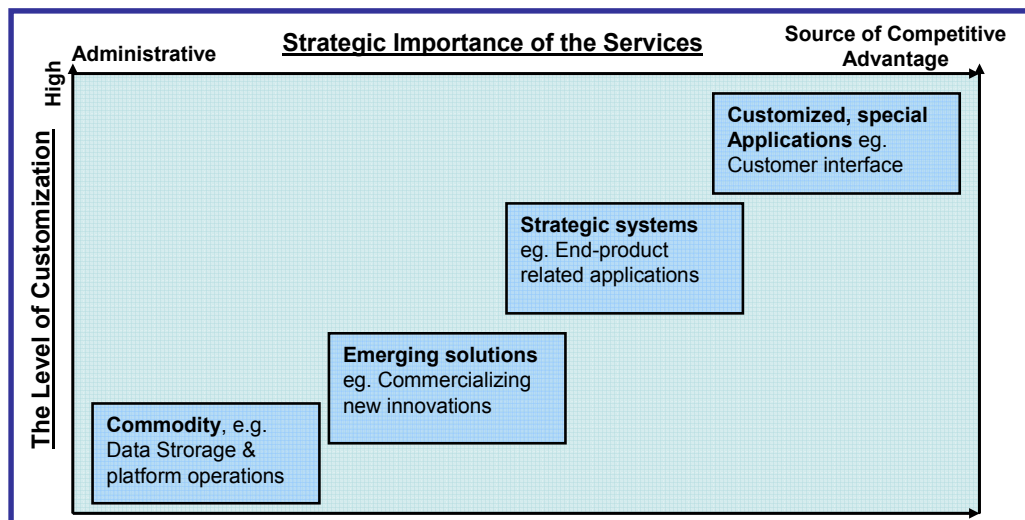 Strategic Importance of the Services
Administrative
Source of Competitive
Advantage
High
The Level of Customization
Customized, special
Applications eg.
Customer interface
Strategic systems
eg. End-product
related applications
Emerging solutions
eg. Commercializing
new innovations
Commodity, e.g.
Data Strorage &
platform operations